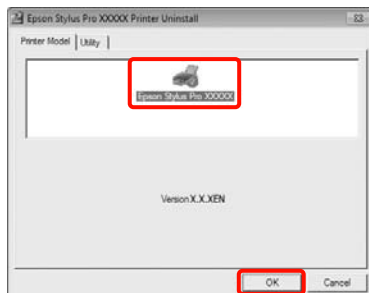 Epson Stylus Pro XXXXX Printer Uninstall
Printer Model Utility
Epson Stylus Pro XXXXX
Version X.X.XEN
OK Cancel